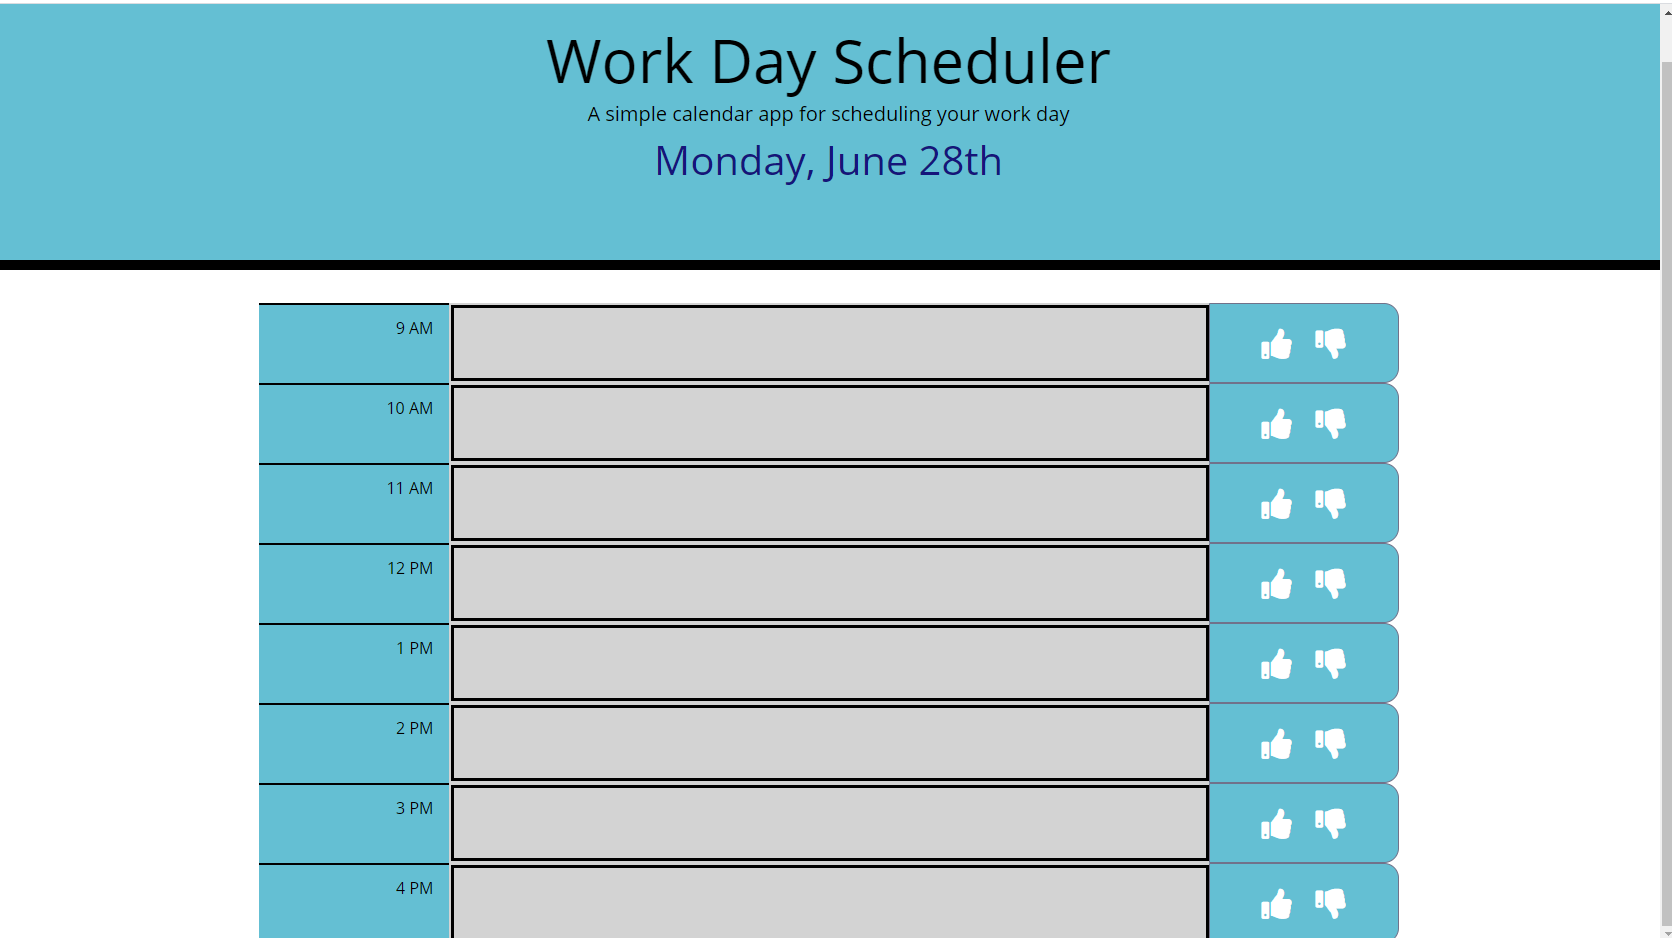 Work Day Scheduler
A simple calendar app for scheduling your work day
Monday, June 28th
9 AM
10 AM
11 AM
12 PM
1 PM
2 PM
3 PM
4 PM